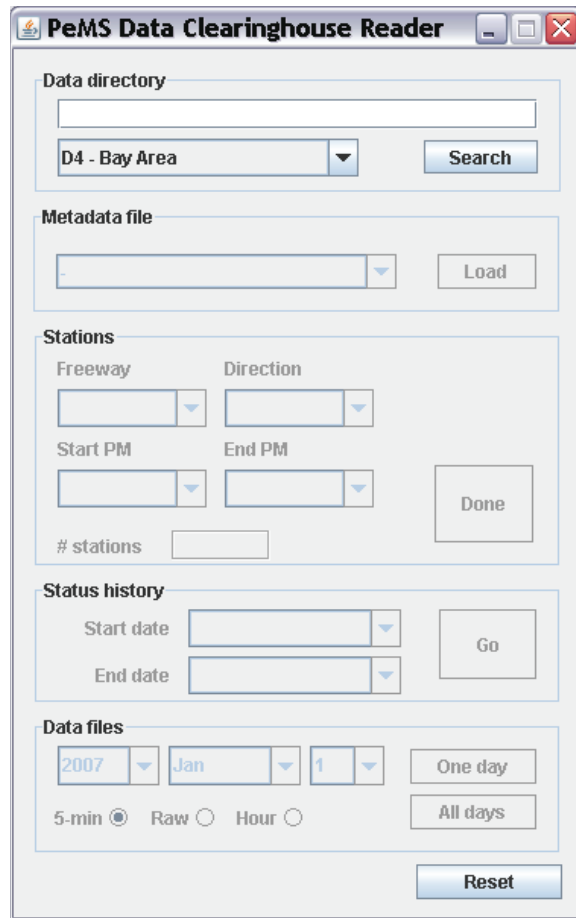 PeMS Data Clearinghouse Reader
Data directory
D4 - Bay Area
Search
Metadata file
-
Load
Stations
Freeway Direction
Start PM End PM
Done
# stations
Status history
Start date
Go
End date
Data files
2007 Jan 1 One day
5-min Raw Hour All days
Reset